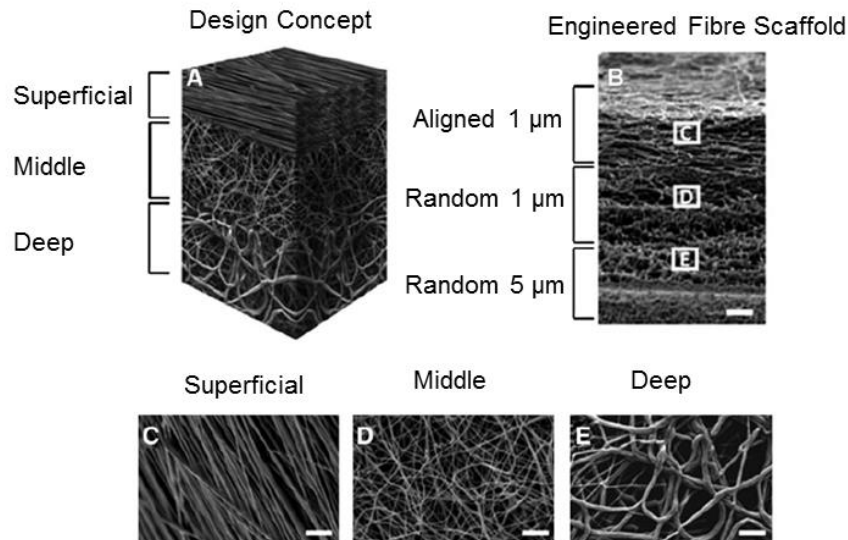 Design Concept
Engineered Fibre Scaffold
A
B
Superficial
Middle
Deep
Aligned 1 µm
Random 1 µm
Random 5 µm
C
D
E
Superficial
Middle
Deep
C
D
E